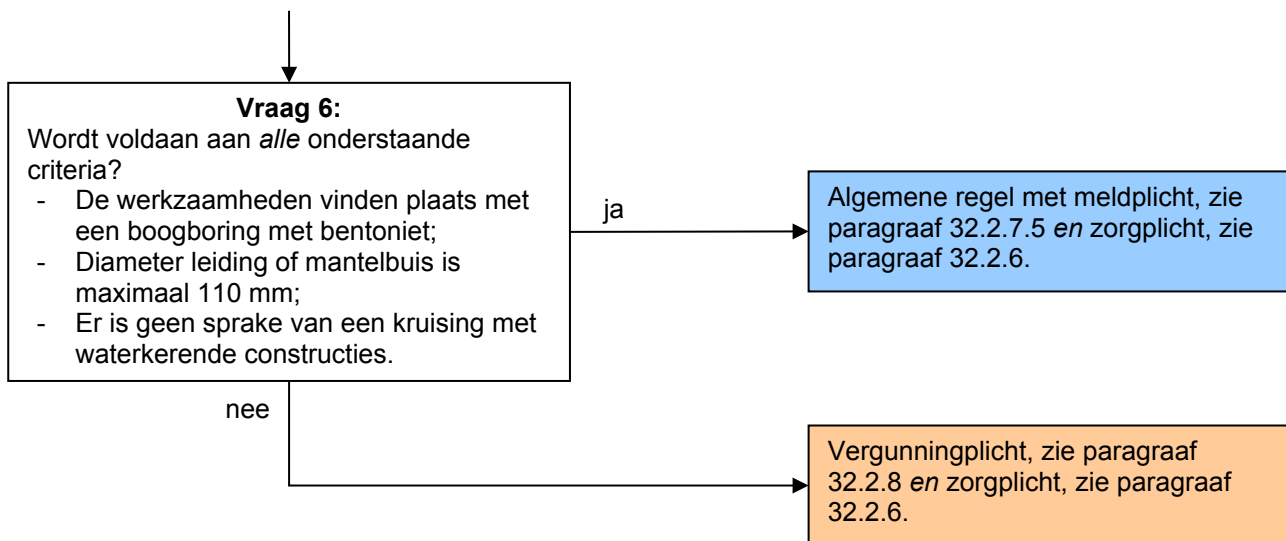 Vraag 6:
Wordt voldaan aan alle onderstaande
criteria?
- De werkzaamheden vinden plaats met
een boogboring met bentoniet;
- Diameter leiding of mantelbuis is
maximaal 110 mm;
- Er is geen sprake van een kruising met
waterkerende constructies.
ja
Algemene regel met meldplicht, zie
paragraaf 32.2.7.5 en zorgplicht, zie
paragraaf 32.2.6.
nee
Vergunningplicht, zie paragraaf
32.2.8 en zorgplicht, zie paragraaf
32.2.6.